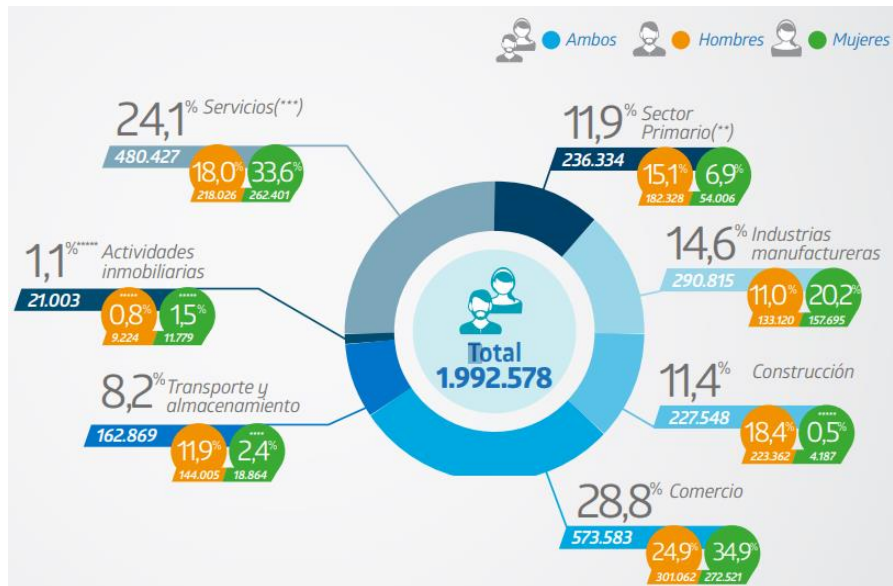 Ambos Hombres Mujeres
24,1% Servicios(***)
480.427
18,0% 33,6%
218.026 262.401
11,9% Sector
Primario(**)
236.334
15,1% 6,9%
182.328 54.006
1,1%***** Actividades
inmobiliarias
21.003
***** *****
0,8% 1,5%
9.224 11.779
14,6% Industrias
manufactureras
290.815
11,0% 20,2%
133.120 157.695
Total
1.992.578
8,2% Transporte y
almacenamiento
162.869
****
11,9% 2,4%
144.005 18.864
11,4% Construcción
227.548
*****
18,4% 0,5%
223.362 4.187
28,8% Comercio
573.583
24,9% 34,9%
301.062 272.521